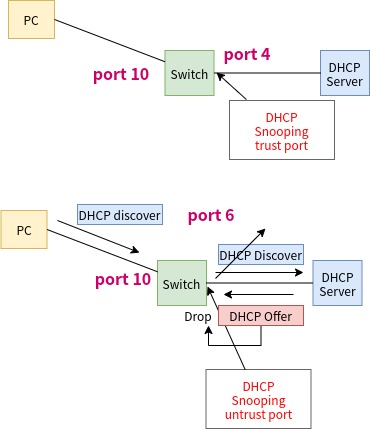 PC
port 4
port 10
Switch
DHCP
Server
DHCP
Snooping
trust port
DHCP discover
port 6
PC
DHCP Discover
port 10
Switch
DHCP
Server
Drop
DHCP Offer
DHCP
Snooping
untrust port